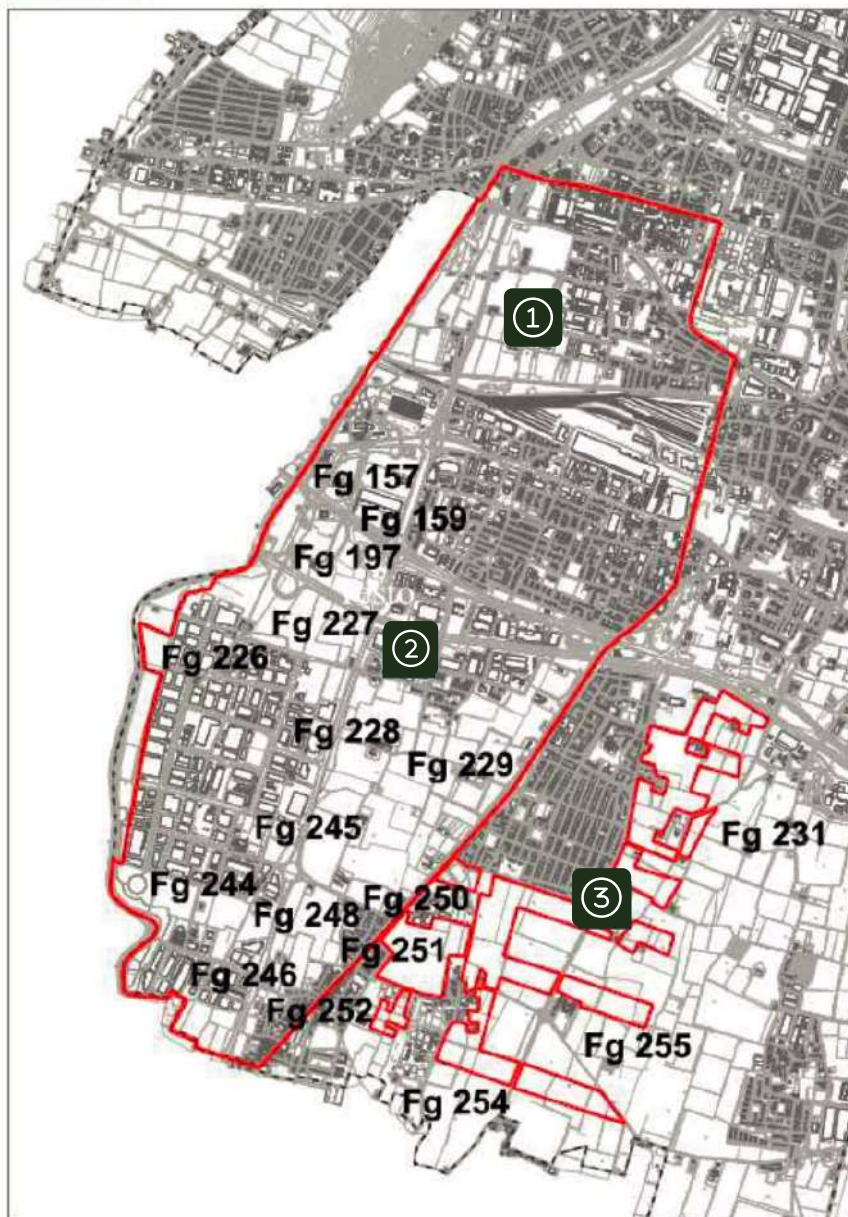 ①
Fg 157
Fg 159
Fg 197
Fg 227
②
Fg 226
Fg 228
Fg 229
Fg 245
Fg 231
Fg 244
Fg 250
③
Fg 248
Fg 251
Fg 246
Fg 252
Fg 255
Fg 254